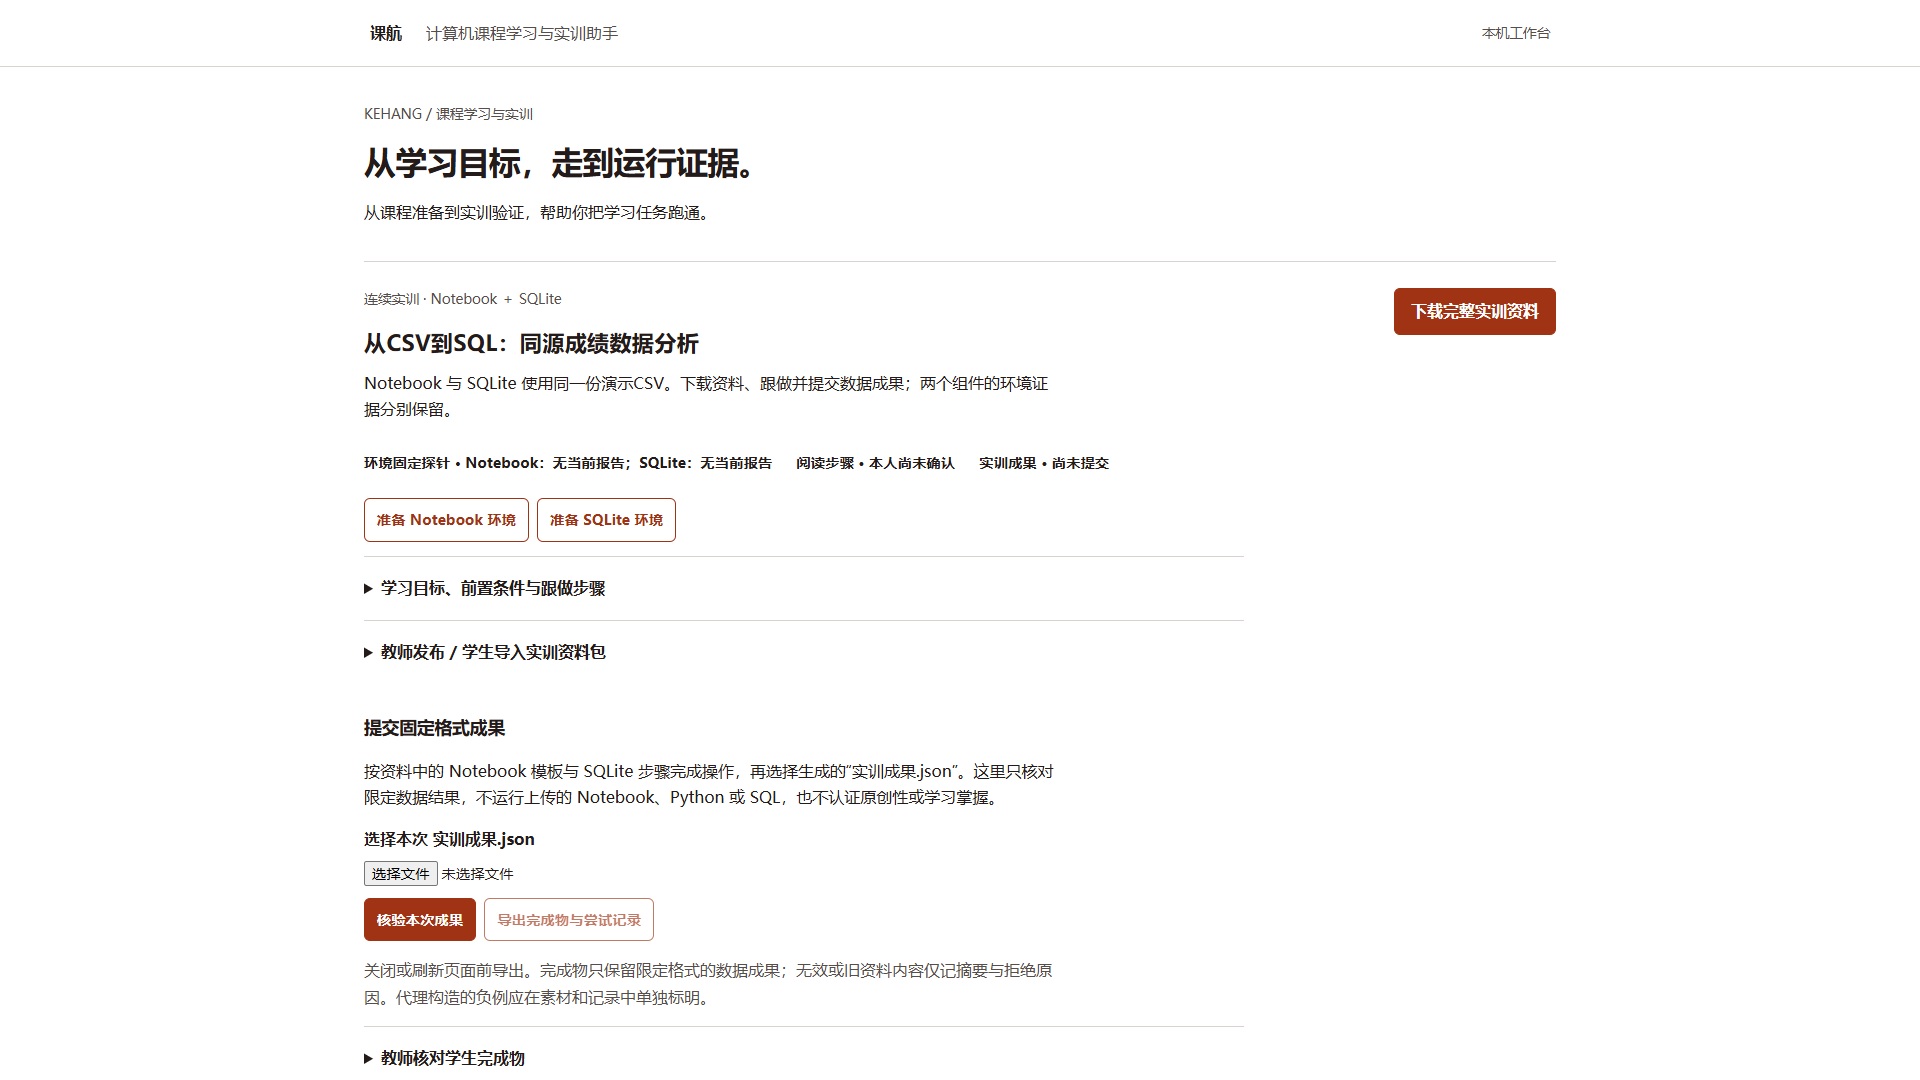 课航 计算机课程学习与实训助手 本机工作台
KEHANG / 课程学习与实训
从学习目标，走到运行证据。
从课程准备到实训验证，帮助你把学习任务跑通。
连续实训 · Notebook + SQLite
下载完整实训资料
从CSV到SQL：同源成绩数据分析
Notebook 与 SQLite 使用同一份演示CSV。下载资料、跟做并提交数据成果；两个组件的环境证
据分别保留。
环境固定探针 • Notebook：无当前报告；SQLite：无当前报告 阅读步骤 • 本人尚未确认 实训成果 • 尚未提交
准备 Notebook 环境 准备 SQLite 环境
学习目标、前置条件与跟做步骤
教师发布 / 学生导入实训资料包
提交固定格式成果
按资料中的 Notebook 模板与 SQLite 步骤完成操作，再选择生成的“实训成果.json”。这里只核对
限定数据结果，不运行上传的 Notebook、Python 或 SQL，也不认证原创性或学习掌握。
选择本次 实训成果.json
选择文件 未选择文件
核验本次成果 导出完成物与尝试记录
关闭或刷新页面前导出。完成物只保留限定格式的数据成果；无效或旧资料内容仅记摘要与拒绝原
因。代理构造的负例应在素材和记录中单独标明。
教师核对学生完成物